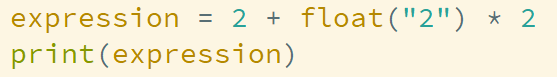 expression = 2 + float("2") * 2
print(expression)